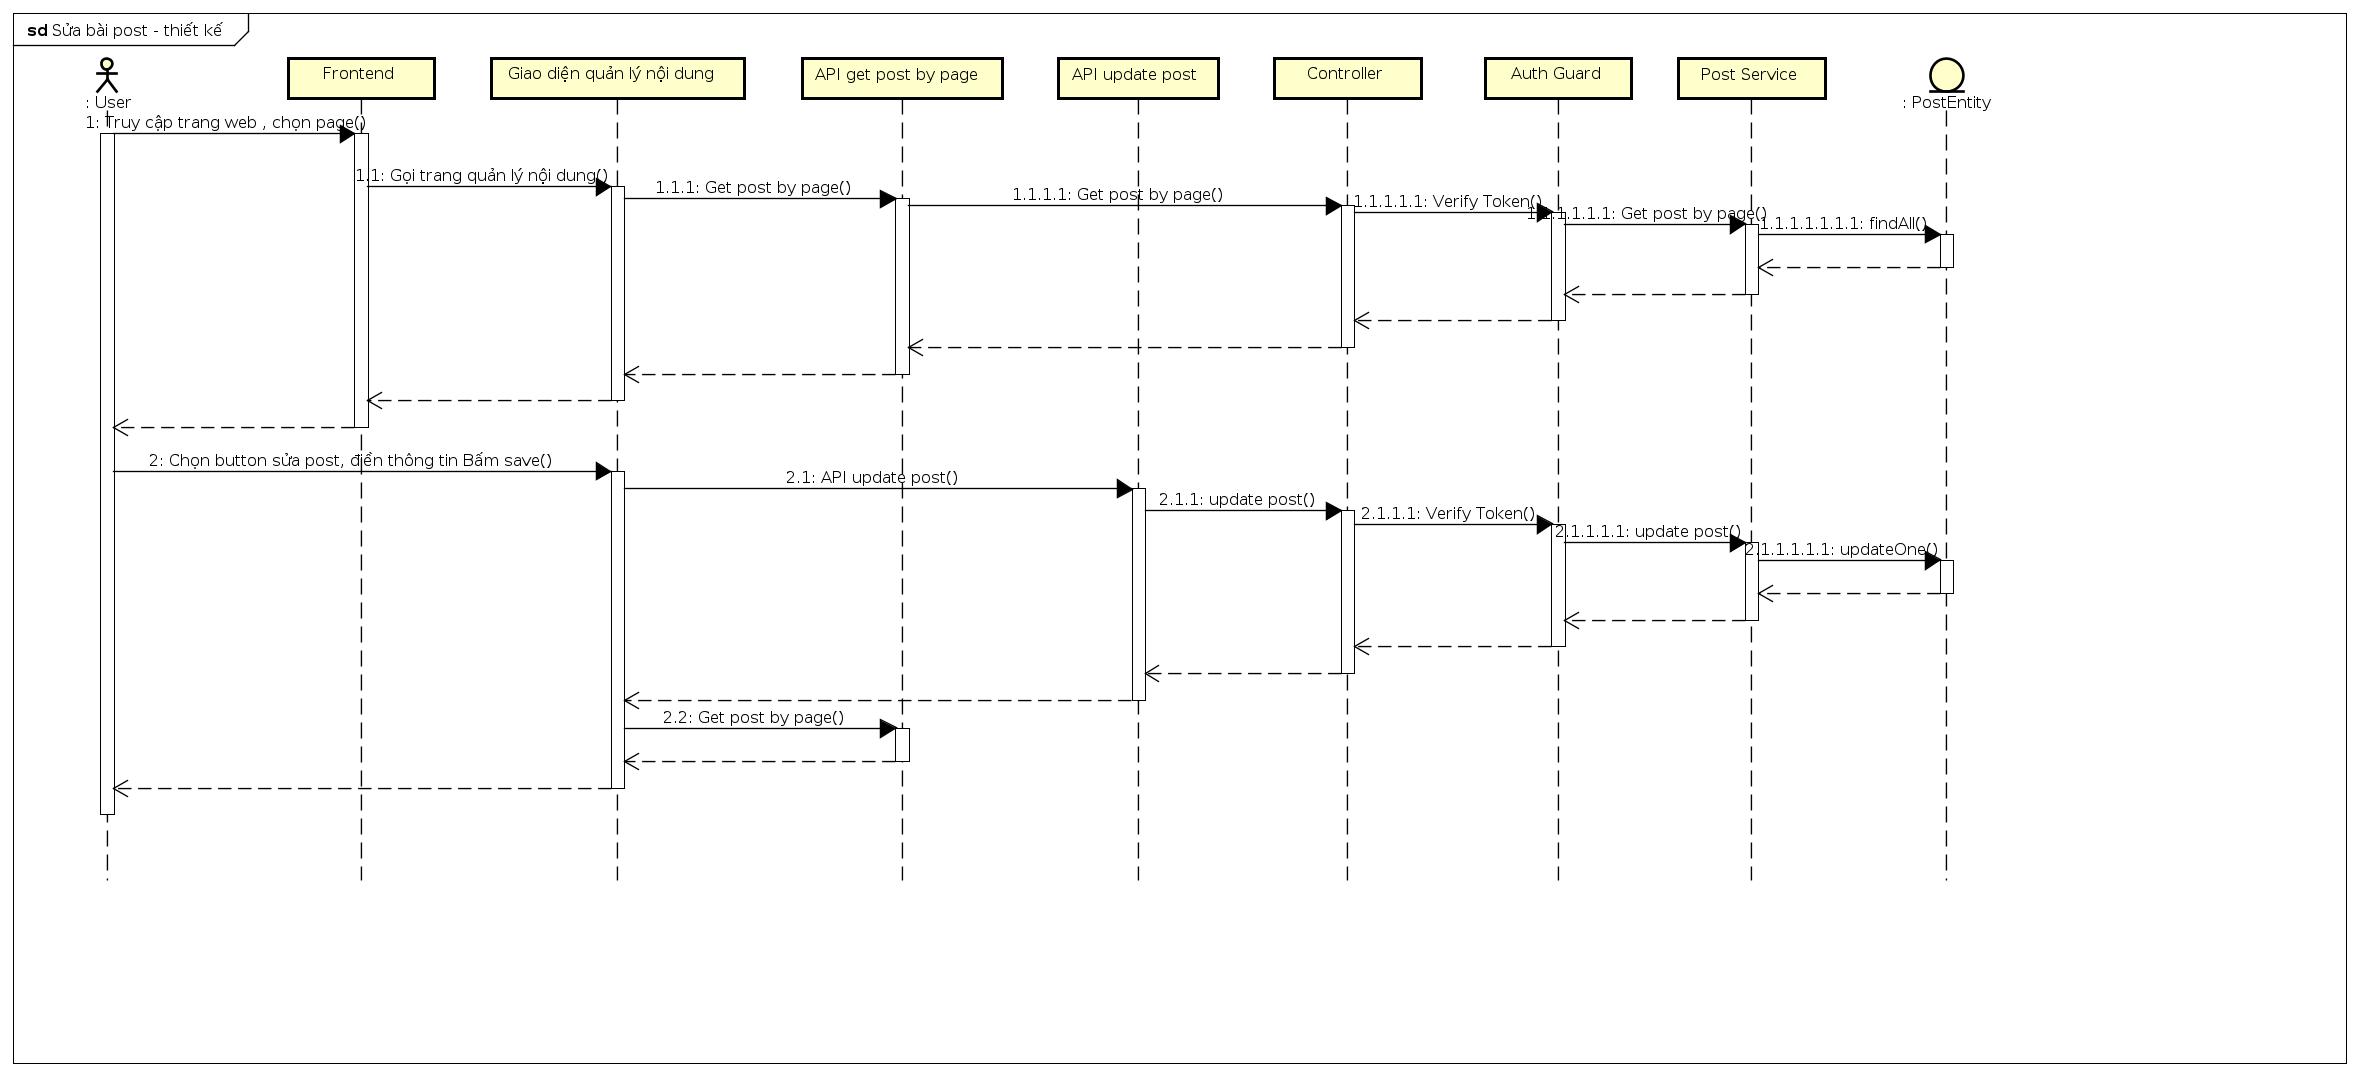 sd Sửa bài post - thiết kế
: User
Frontend
Giao diện quản lý nội dung
API get post by page
API update post
Controller
Auth Guard
Post Service
: PostEntity
1: Truy cập trang web , chọn page()
1.1: Gọi trang quản lý nội dung()
1.1.1: Get post by page()
1.1.1.1: Get post by page()
1.1.1.1.1: Verify Token()
1.1.1.1.1.1: Get post by page()
1.1.1.1.1.1.1: findAll()
2: Chọn button sửa post, điền thông tin Bấm save()
2.1: API update post()
2.1.1: update post()
2.1.1.1: Verify Token()
2.1.1.1.1: update post()
2.1.1.1.1.1: updateOne()
2.2: Get post by page()